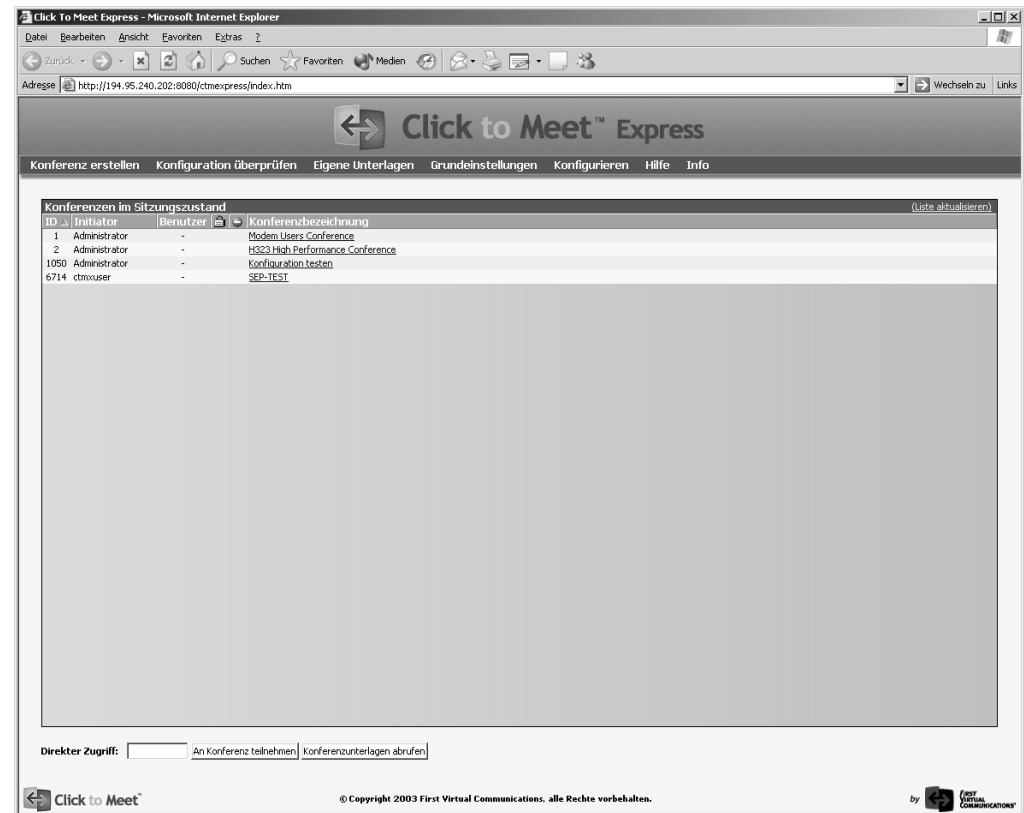 Click To Meet Express - Microsoft Internet Explorer
Datei Bearbeiten Ansicht Favoriten Extras ?
Zurück Suchen Favoriten Medien
Adresse http://194.95.240.202:8080/ctmexpress/index.htm Wechseln zu Links
Click to Meet™ Express
Konferenz erstellen Konfiguration überprüfen Eigene Unterlagen Grundeinstellungen Konfigurieren Hilfe Info
Konferenzen im Sitzungszustand (Liste aktualisieren)
ID Initiator Benutzer Konferenzbezeichnung
1 Administrator - Modem Users Conference
2 Administrator - H323 High Performance Conference
1050 Administrator - Konfiguration testen
6714 ctmxuser - SEP-TEST
Direkter Zugriff: An Konferenz teilnehmen Konferenzunterlagen abrufen
Click to Meet™ © Copyright 2003 First Virtual Communications, alle Rechte vorbehalten. by First Virtual Communications